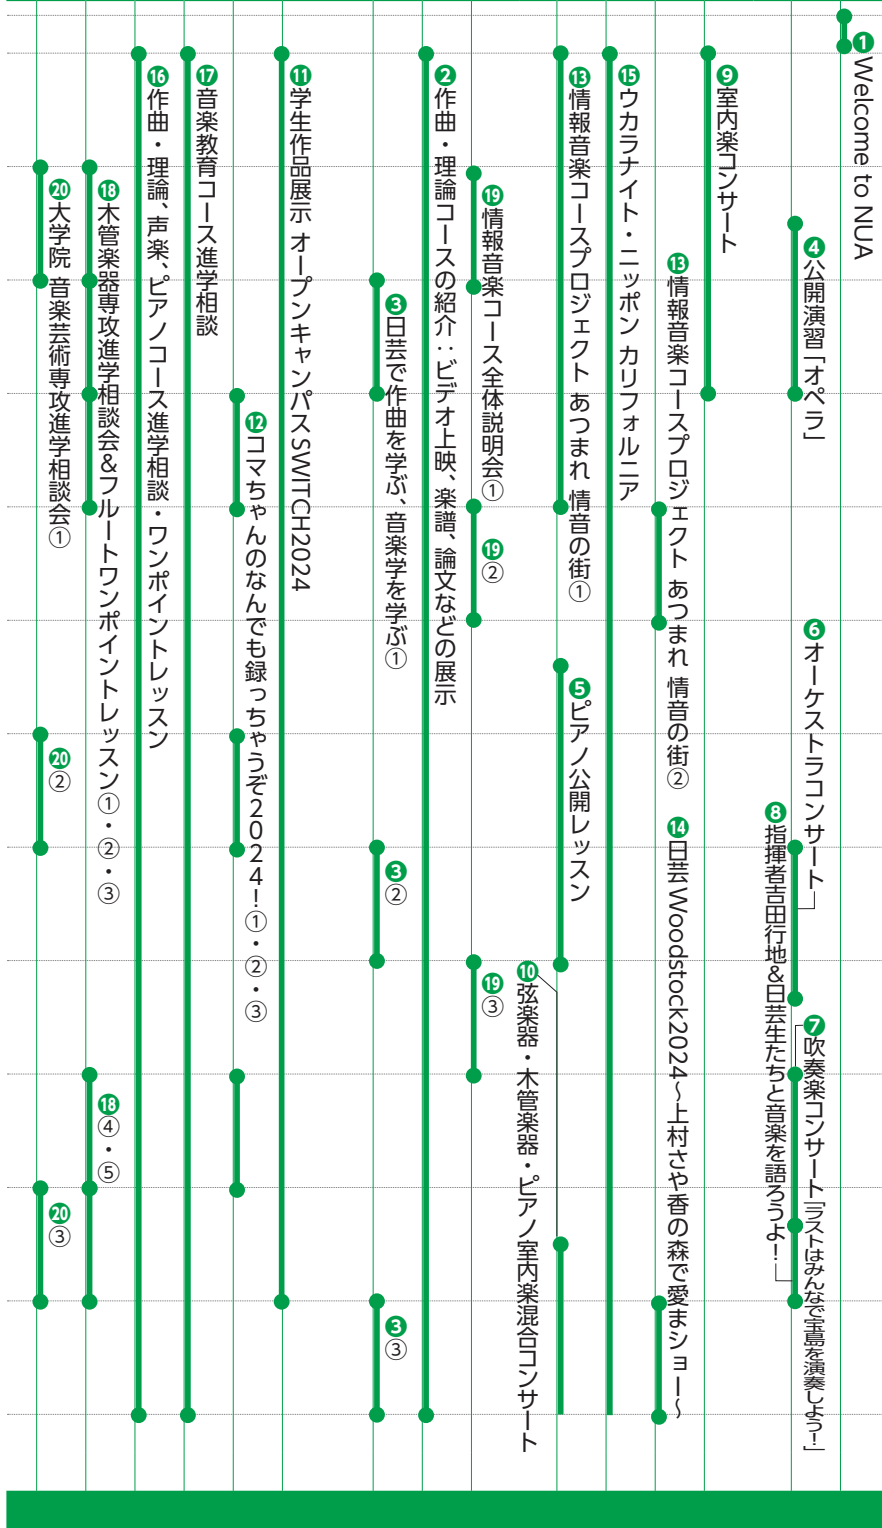 ❶Welcome to NUA
❹公開演習「オペラ」
❻オーケストラコンサート
❼吹奏楽コンサート「ラストはみんなで宝島を演奏しよう！」
❽指揮者吉田行地＆日芸生たちと音楽を語ろうよ！
❾室内楽コンサート
⓭情報音楽コースプロジェクト あつまれ 情音の街②
⓮日芸Woodstock2024～上村さや香の森で愛まショー～
⓯ウカラナイト・ニッポン カリフォルニア
⓭情報音楽コースプロジェクト あつまれ 情音の街①
❺ピアノ公開レッスン
❿弦楽器・木管楽器・ピアノ室内楽混合コンサート
⓳情報音楽コース全体説明会①
⓳②
⓳③
❷作曲・理論コースの紹介：ビデオ上映、楽譜、論文などの展示
❸日芸で作曲を学ぶ、音楽学を学ぶ①
❸②
❸③
⓫学生作品展示 オープンキャンパスSWITCH2024
⓬コマちゃんのなんでも録っちゃうぞ2024！①・②・③
⓱音楽教育コース進学相談
⓰作曲・理論、声楽、ピアノコース進学相談・ワンポイントレッスン
⓲木管楽器専攻進学相談会＆フルートワンポイントレッスン①・②・③
⓲④・⑤
⓴大学院 音楽芸術専攻進学相談会①
⓴②
⓴③